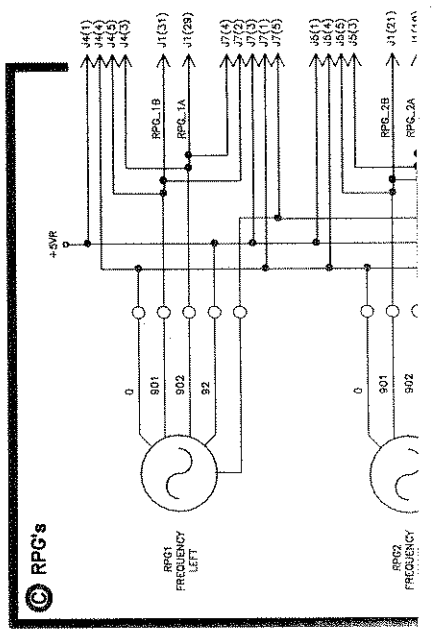 J4(1)
J4(4)
J4(5)
J4(3)
J1(31)
J1(29)
J7(4)
J7(2)
J7(3)
J7(1)
J7(5)
J5(1)
J5(4)
J5(5)
J5(3)
J1(21)
RPG_1B
RPG_1A
RPG_2B
RPG_2A
+5VR
0
901
902
92
0
901
902
RPG1
FREQUENCY
LEFT
RPG2
FREQUENCY
© RPG's